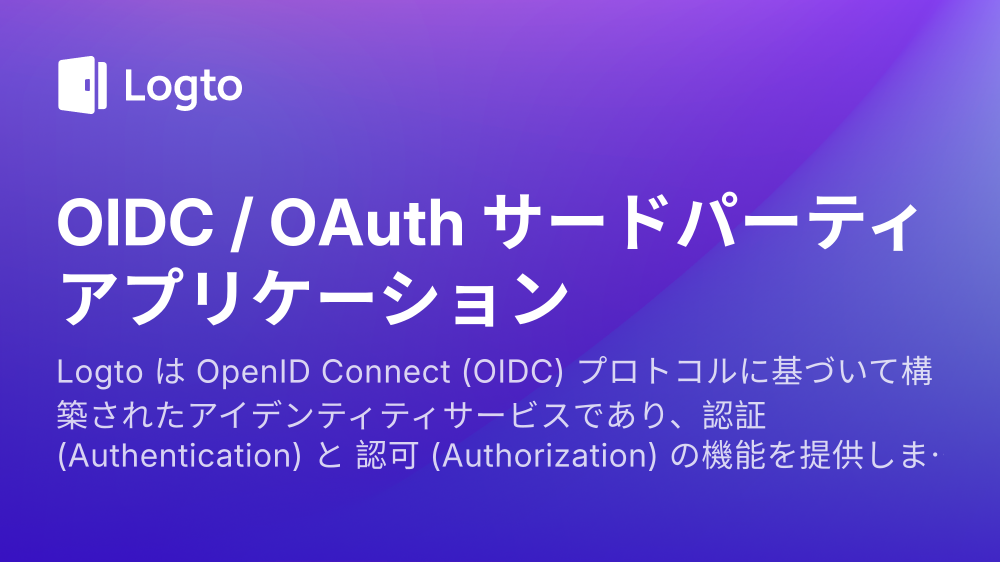 Logto
OIDC / OAuth サードパーティ
アプリケーション
Logto は OpenID Connect (OIDC) プロトコルに基づいて構
築されたアイデンティティサービスであり、認証
(Authentication) と 認可 (Authorization) の機能を提供しま·